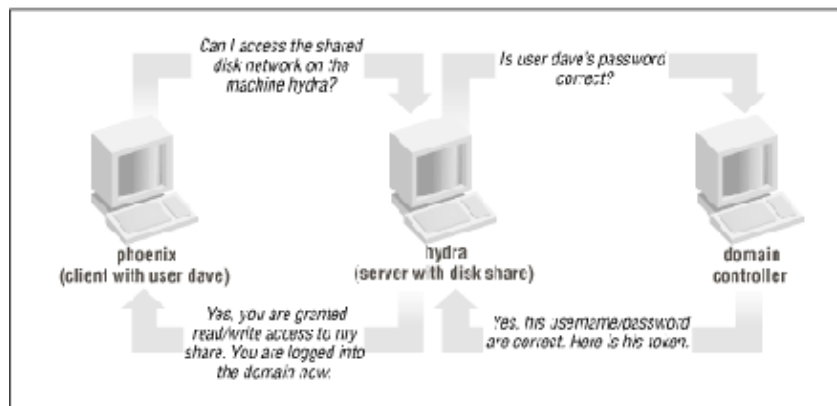 Can I access the shared
disk network on the
machine hydra?
Is user dave's password
correct?
phoenix
(client with user dave)
hydra
(server with disk share)
domain
controller
Yes, you are granted
read/write access to my
share. You are logged into
the domain now.
Yes, his username/password
are correct. Here is his token.